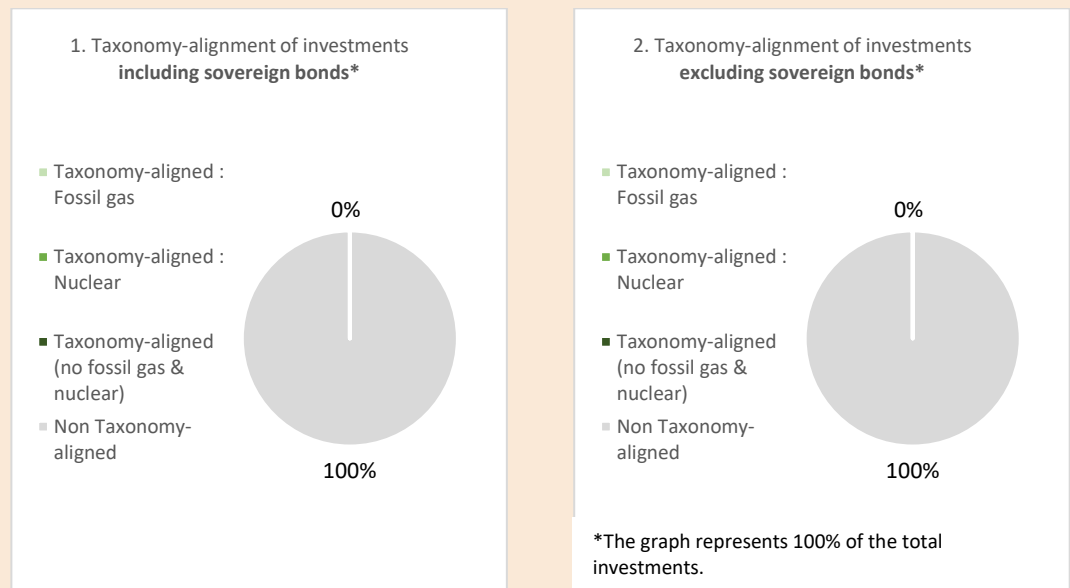 1. Taxonomy-alignment of investments
including sovereign bonds*
Taxonomy-aligned :
Fossil gas
Taxonomy-aligned :
Nuclear
Taxonomy-aligned
(no fossil gas &
nuclear)
Non Taxonomy-
aligned
0%
100%
2. Taxonomy-alignment of investments
excluding sovereign bonds*
Taxonomy-aligned :
Fossil gas
Taxonomy-aligned :
Nuclear
Taxonomy-aligned
(no fossil gas &
nuclear)
Non Taxonomy-
aligned
0%
100%
*The graph represents 100% of the total
investments.